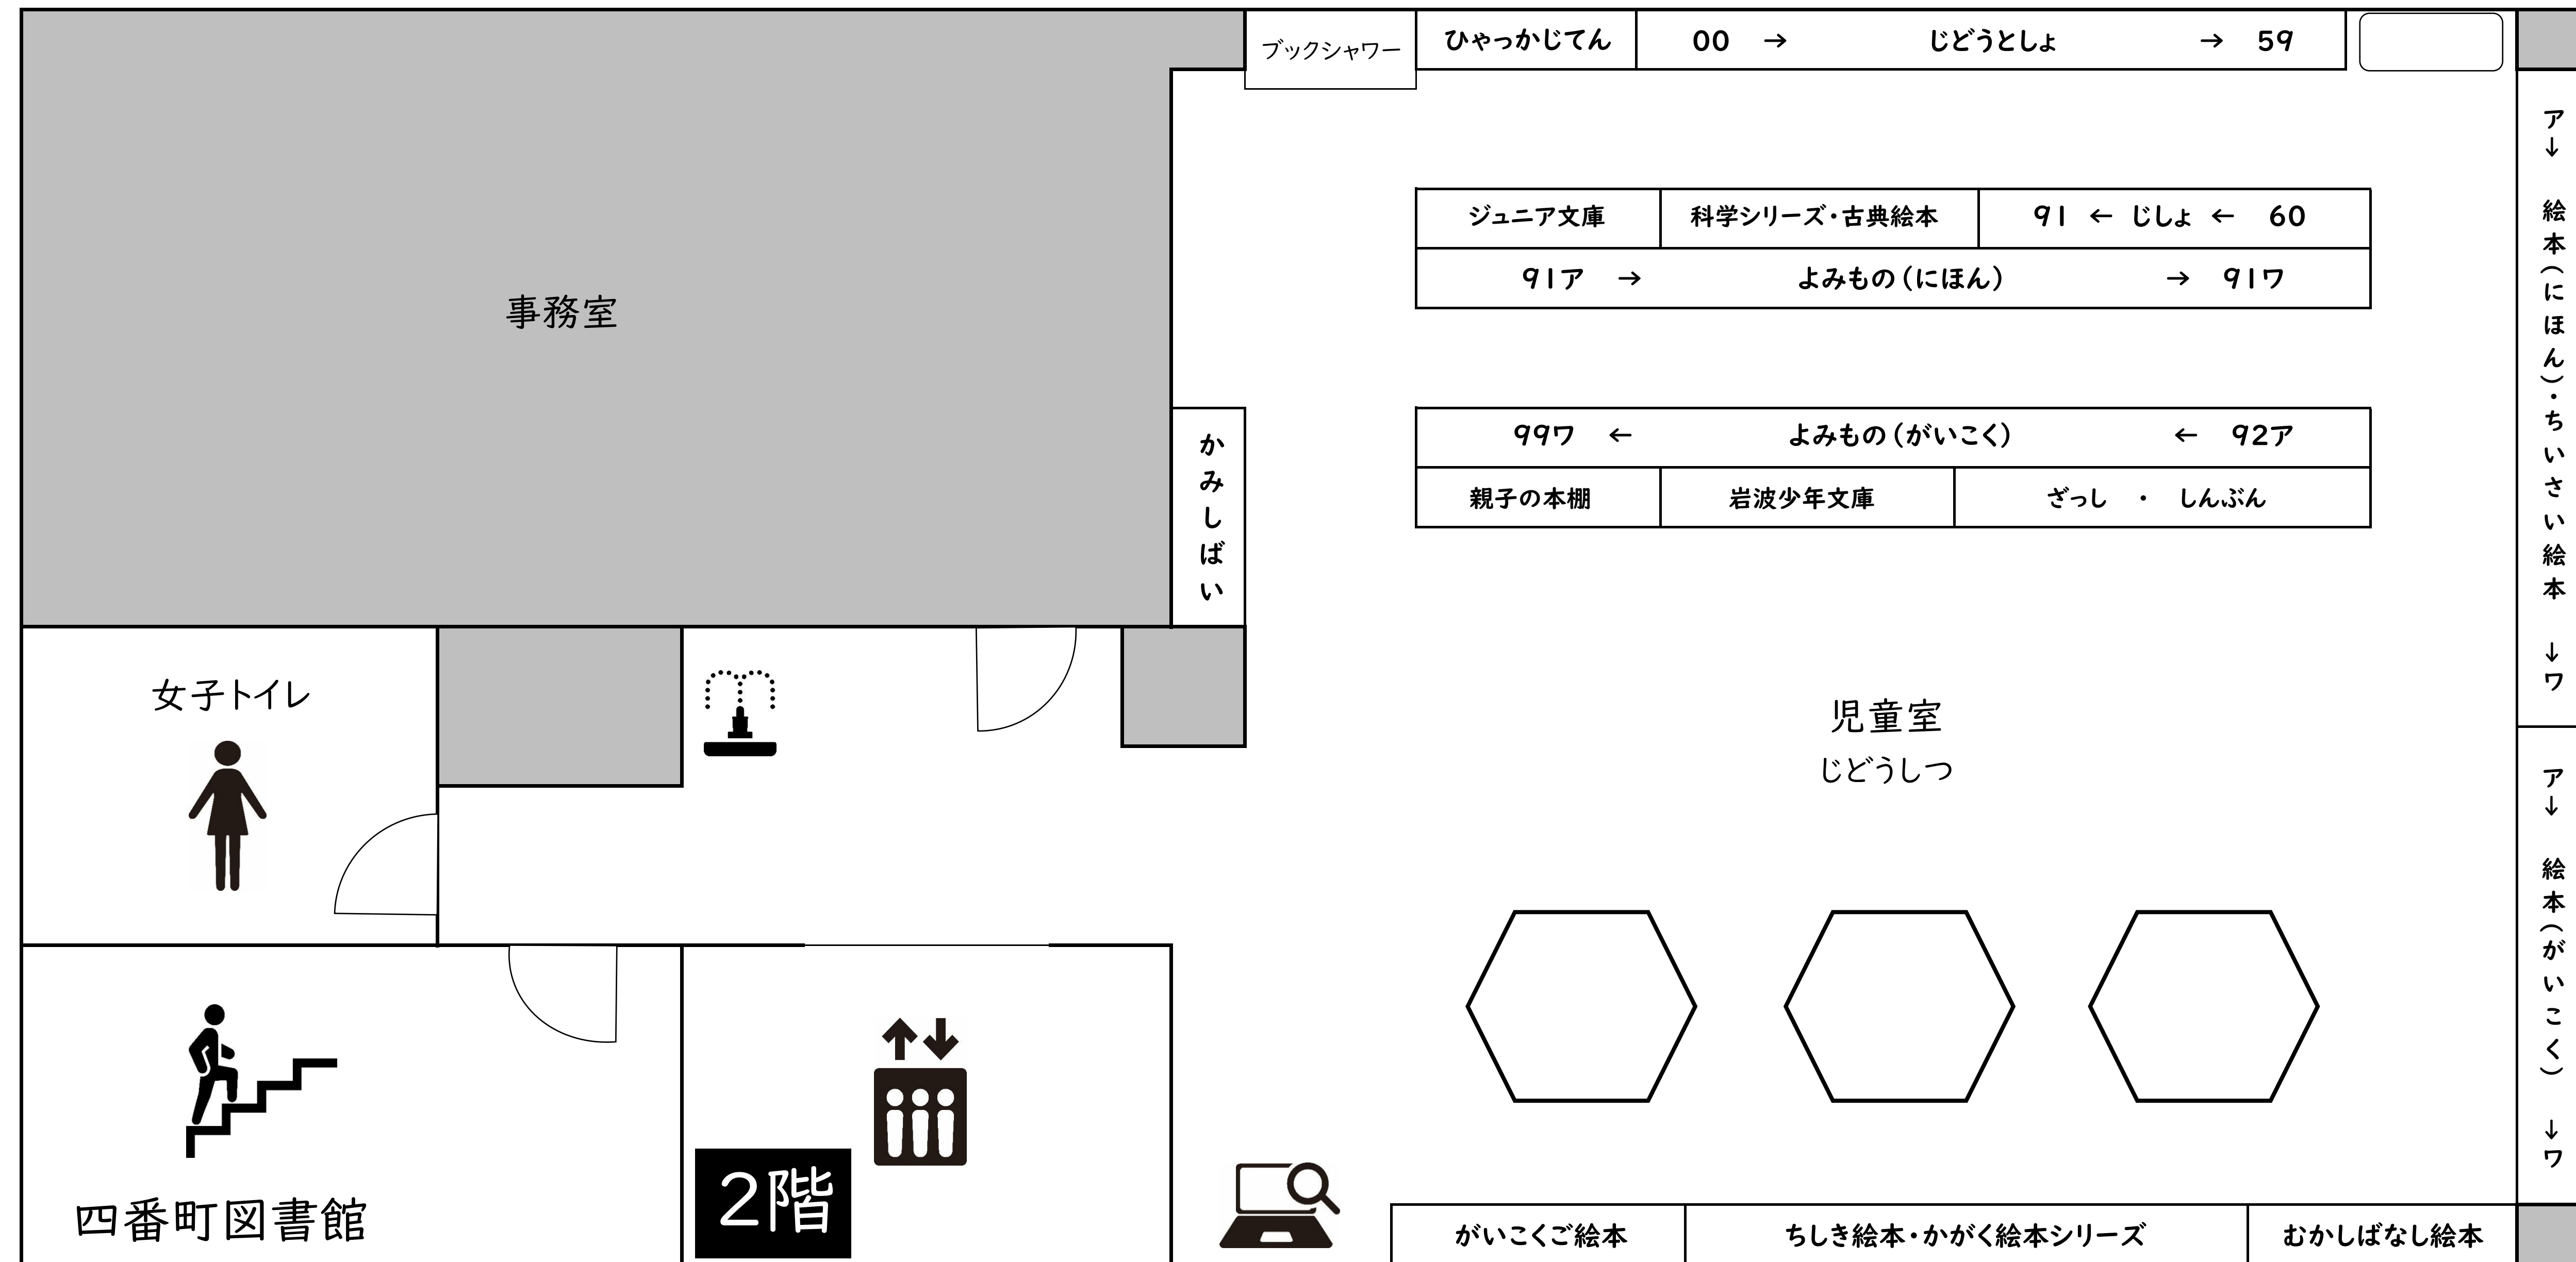 ブックシャワー
ひゃっかじてん
00 → じどうとしょ → 59
ジュニア文庫
科学シリーズ・古典絵本
91 ← じしょ ← 60
91ア → よみもの(にほん) → 91ワ
事務室
かみしばい
99ワ ← よみもの(がいこく) ← 92ア
親子の本棚
岩波少年文庫
ざっし ・ しんぶん
ア↓ 絵本(にほん)・ちいさい絵本 ↓ワ
女子トイレ
児童室
じどうしつ
ア↓ 絵本(がいこく) ↓ワ
四番町図書館
2階
がいこくご絵本
ちしき絵本・かがく絵本シリーズ
むかしばなし絵本